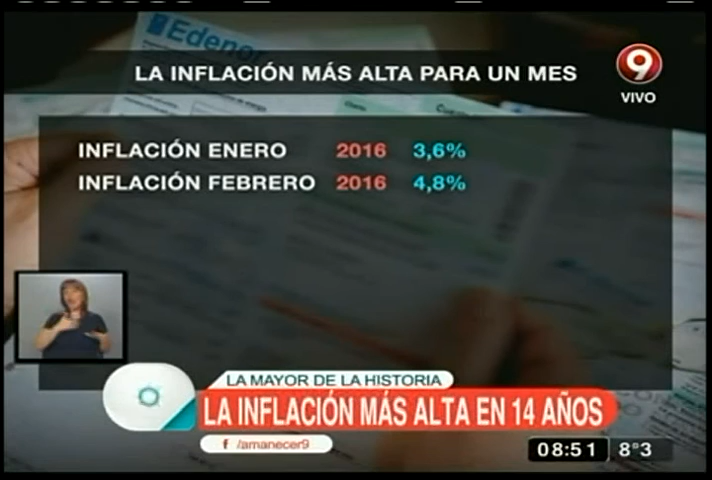 Edenor
LA INFLACIÓN MÁS ALTA PARA UN MES
9
VIVO
INFLACIÓN ENERO 2016 3,6%
INFLACIÓN FEBRERO 2016 4,8%
LA MAYOR DE LA HISTORIA
LA INFLACIÓN MÁS ALTA EN 14 AÑOS
f /amanecer9
08:51 8°3